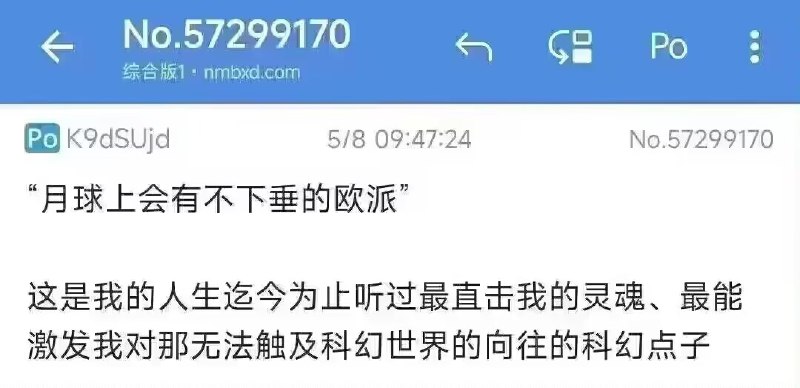 No.57299170
综合版1・nmbxd.com
Po
Po K9dSUjd 5/8 09:47:24 No.57299170
“月球上会有不下垂的欧派”
这是我的人生迄今为止听过最直击我的灵魂、最能
激发我对那无法触及科幻世界的向往的科幻点子